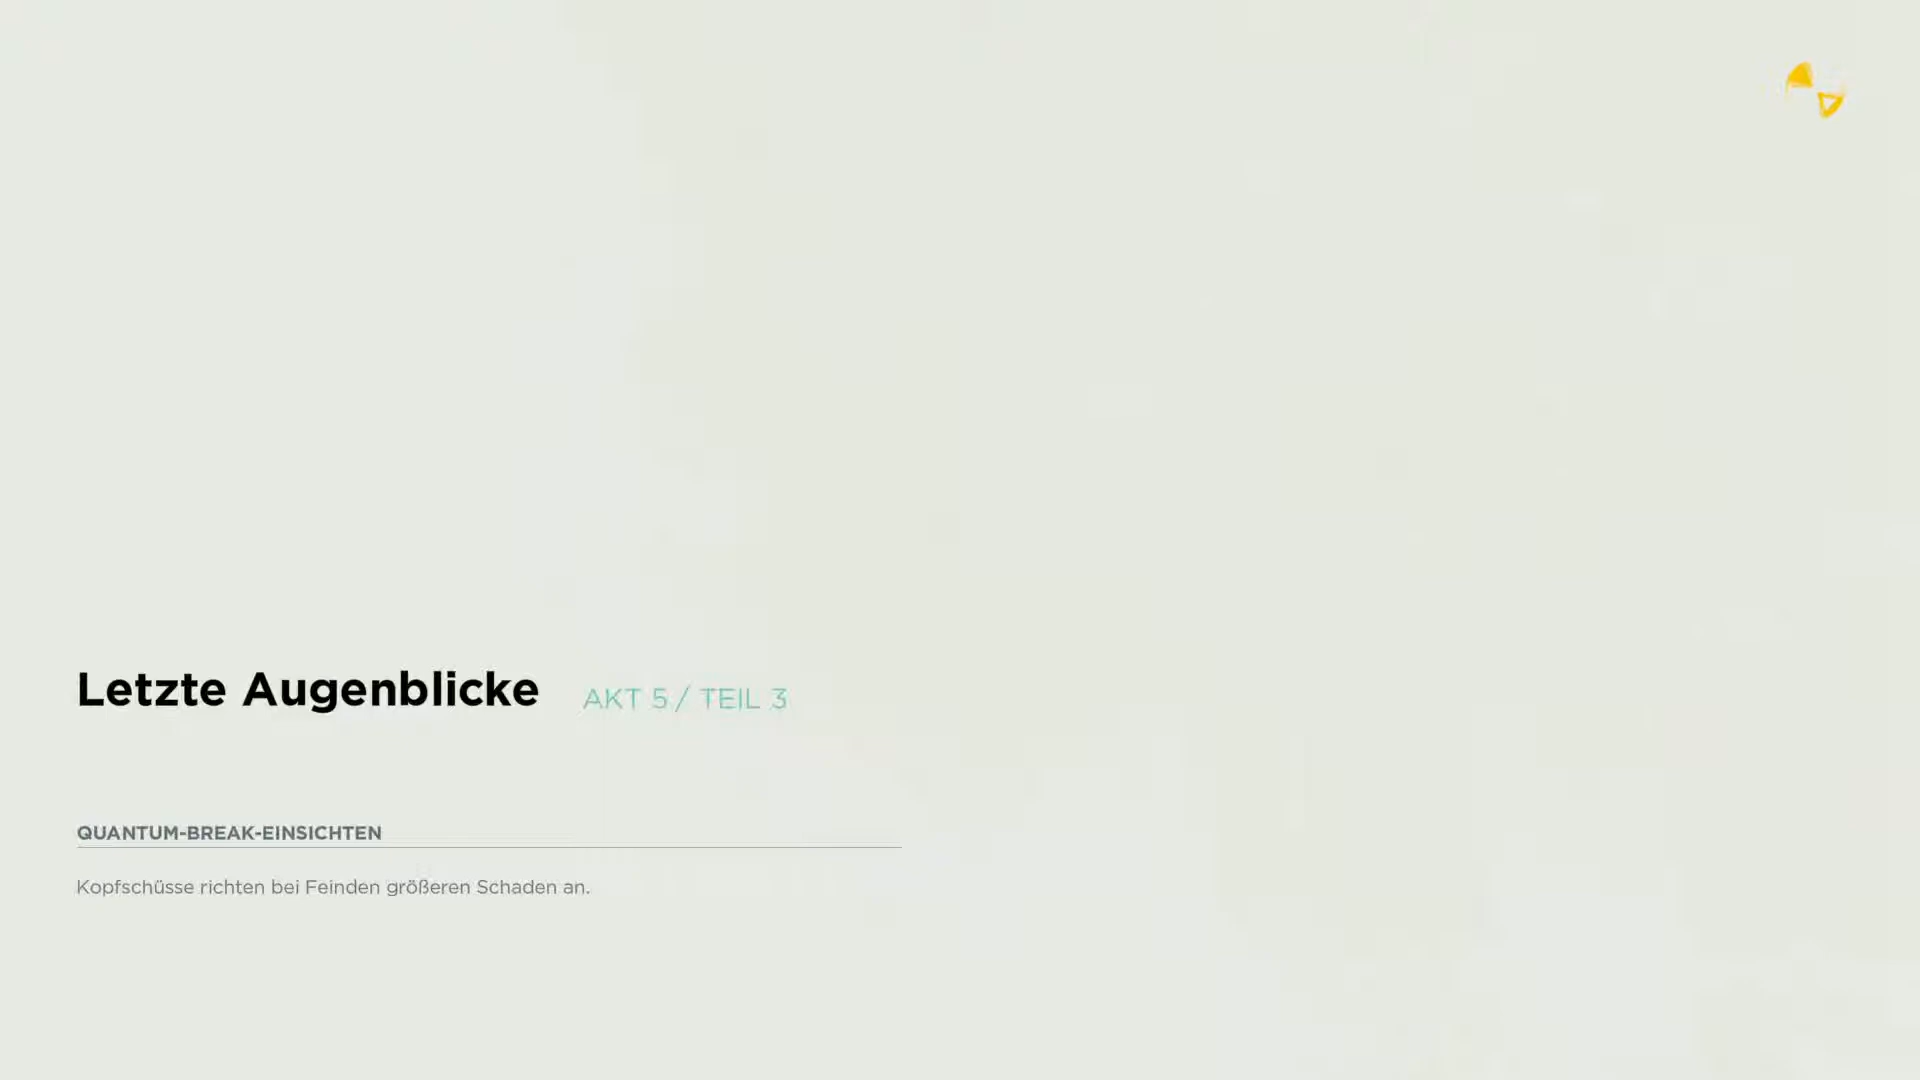 Letzte Augenblicke AKT 5 / TEIL 3
QUANTUM-BREAK-EINSICHTEN
Kopfschüsse richten bei Feinden größeren Schaden an.